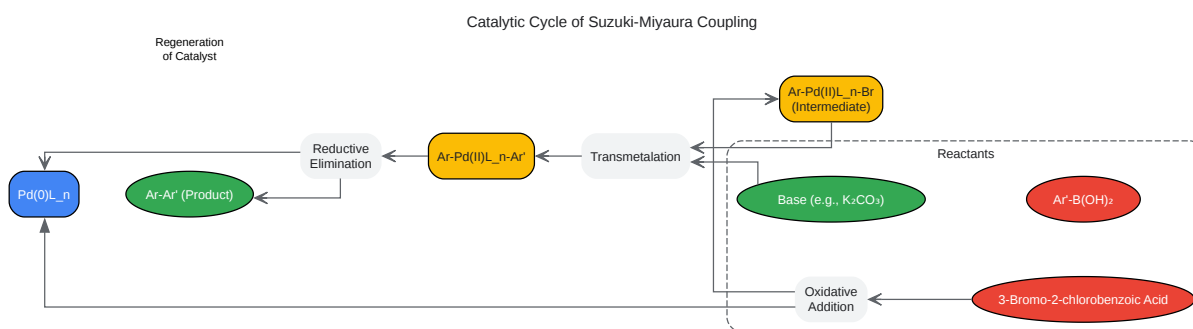 Catalytic Cycle of Suzuki-Miyaura Coupling
Regeneration
of Catalyst
Ar-Pd(II)L_n-Br
(Intermediate)
Reactants
Reductive
Elimination
Ar-Pd(II)L_n-Ar'
Transmetalation
Pd(0)L_n
Ar-Ar' (Product)
Base (e.g., K₂CO₃)
Ar'-B(OH)₂
Oxidative
Addition
3-Bromo-2-chlorobenzoic Acid